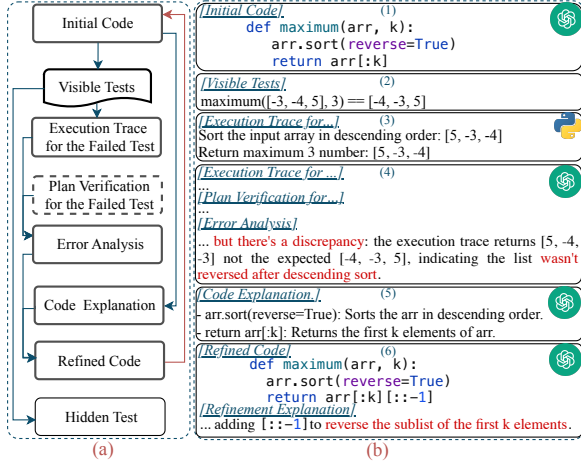 Initial Code
Visible Tests
Execution Trace
for the Failed Test
Plan Verification
for the Failed Test
Error Analysis
Code Explanation
Refined Code
Hidden Test
(a)
[Initial Code]
(1)
def maximum(arr, k):
arr.sort(reverse=True)
return arr[:k]
[Visible Tests]
(2)
maximum([-3, -4, 5], 3) == [-4, -3, 5]
[Execution Trace for...]
(3)
Sort the input array in descending order: [5, -3, -4]
Return maximum 3 number: [5, -3, -4]
[Execution Trace for ...]
(4)
...
[Plan Verification for...]
...
[Error Analysis]
... but there's a discrepancy: the execution trace returns [5, -4,
-3] not the expected [-4, -3, 5], indicating the list wasn't
reversed after descending sort.
[Code Explanation.]
(5)
- arr.sort(reverse=True): Sorts the arr in descending order.
- return arr[:k]: Returns the first k elements of arr.
[Refined Code]
(6)
def maximum(arr, k):
arr.sort(reverse=True)
return arr[:k][::-1]
[Refinement Explanation]
... adding [::-1] to reverse the sublist of the first k elements.
(b)